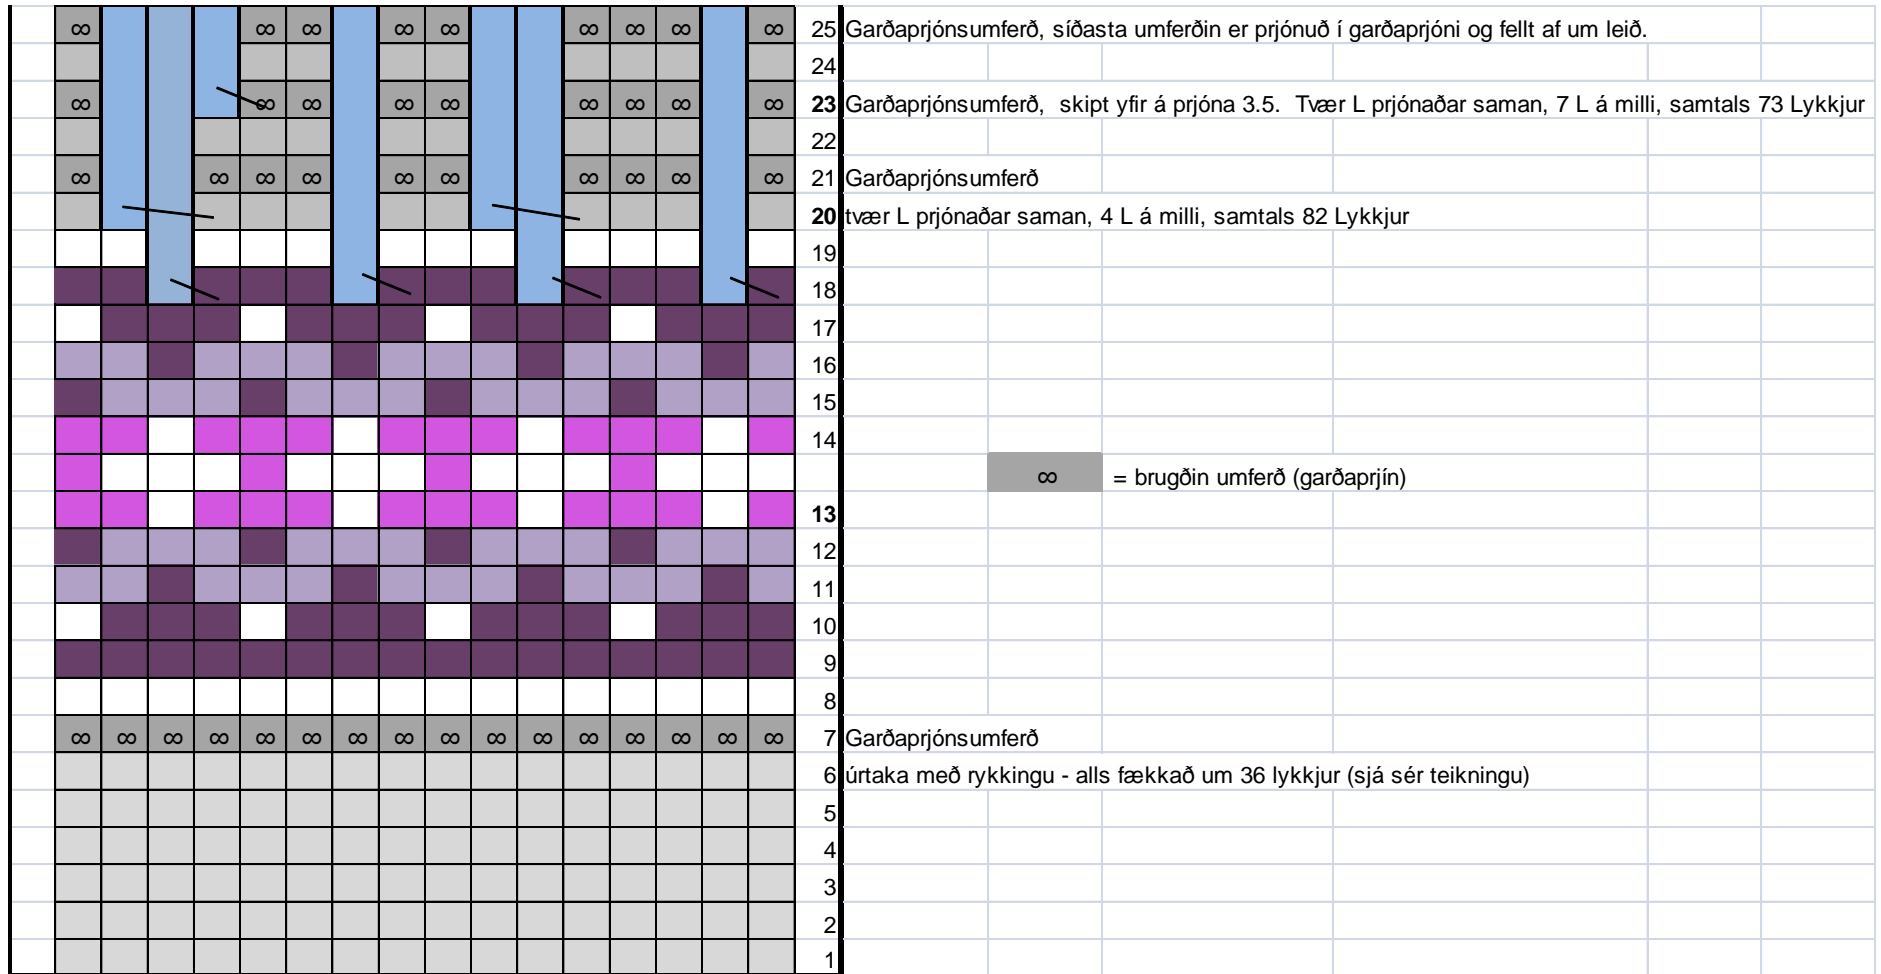 ∞ ∞ ∞ ∞ ∞ ∞ ∞ ∞ ∞ 25 Garðaprjónsumferð, síðasta umferðin er prjónuð í garðaprjóni og fellt af um leið.
24
∞ ∞ ∞ ∞ ∞ ∞ ∞ ∞ ∞ 23 Garðaprjónsumferð, skipt yfir á prjóna 3.5. Tvær L prjónaðar saman, 7 L á milli, samtals 73 Lykkjur
22
∞ ∞ ∞ ∞ ∞ ∞ ∞ ∞ ∞ ∞ 21 Garðaprjónsumferð
20 tvær L prjónaðar saman, 4 L á milli, samtals 82 Lykkjur
19
18
17
16
15
14
∞ = brugðin umferð (garðaprjín)
13
12
11
10
9
8
∞ ∞ ∞ ∞ ∞ ∞ ∞ ∞ ∞ ∞ ∞ ∞ ∞ ∞ ∞ ∞ 7 Garðaprjónsumferð
6 úrtaka með rykkingu - alls fækkað um 36 lykkjur (sjá sér teikningu)
5
4
3
2
1